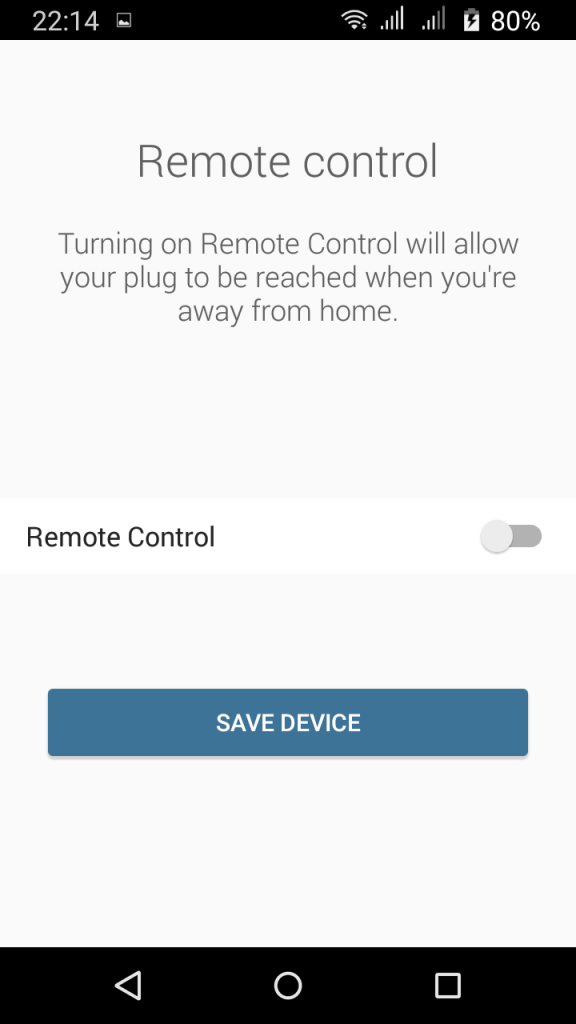 22:14
80%
Remote control
Turning on Remote Control will allow
your plug to be reached when you're
away from home.
Remote Control
SAVE DEVICE